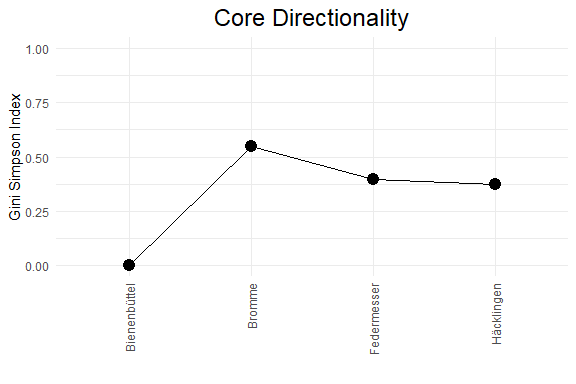 Core Directionality
Gini Simpson Index
1.00
0.75
0.50
0.25
0.00
Bienenbüttel
Bromme
Federmesser
Häcklingen